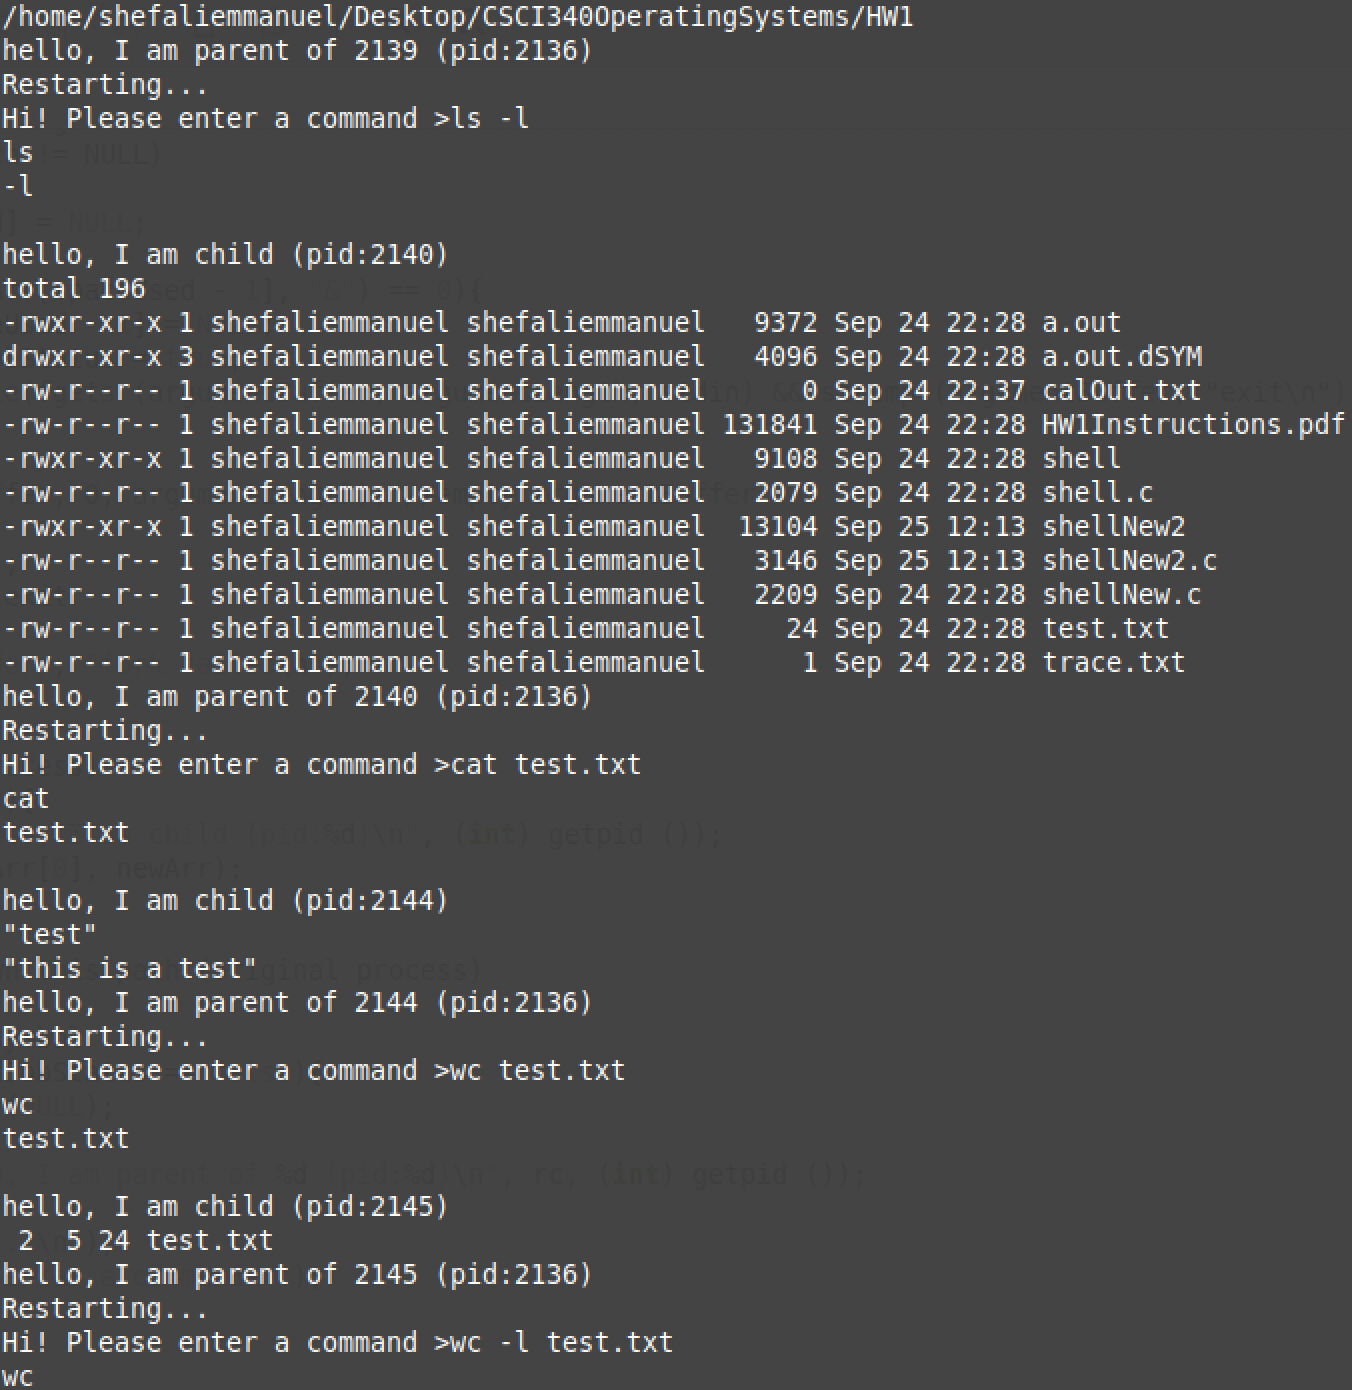 /home/shefaliemmanuel/Desktop/CSCI340OperatingSystems/HW1
hello, I am parent of 2139 (pid:2136)
Restarting...
Hi! Please enter a command >ls -l
ls
-l

hello, I am child (pid:2140)
total 196
-rwxr-xr-x 1 shefaliemmanuel shefaliemmanuel   9372 Sep 24 22:28 a.out
drwxr-xr-x 3 shefaliemmanuel shefaliemmanuel   4096 Sep 24 22:28 a.out.dSYM
-rw-r--r-- 1 shefaliemmanuel shefaliemmanuel      0 Sep 24 22:37 calOut.txt
-rw-r--r-- 1 shefaliemmanuel shefaliemmanuel 131841 Sep 24 22:28 HW1Instructions.pdf
-rwxr-xr-x 1 shefaliemmanuel shefaliemmanuel   9108 Sep 24 22:28 shell
-rw-r--r-- 1 shefaliemmanuel shefaliemmanuel   2079 Sep 24 22:28 shell.c
-rwxr-xr-x 1 shefaliemmanuel shefaliemmanuel  13104 Sep 25 12:13 shellNew2
-rw-r--r-- 1 shefaliemmanuel shefaliemmanuel   3146 Sep 25 12:13 shellNew2.c
-rw-r--r-- 1 shefaliemmanuel shefaliemmanuel   2209 Sep 24 22:28 shellNew.c
-rw-r--r-- 1 shefaliemmanuel shefaliemmanuel     24 Sep 24 22:28 test.txt
-rw-r--r-- 1 shefaliemmanuel shefaliemmanuel      1 Sep 24 22:28 trace.txt
hello, I am parent of 2140 (pid:2136)
Restarting...
Hi! Please enter a command >cat test.txt
cat
test.txt

hello, I am child (pid:2144)
"test"
"this is a test"
hello, I am parent of 2144 (pid:2136)
Restarting...
Hi! Please enter a command >wc test.txt
wc
test.txt

hello, I am child (pid:2145)
 2  5 24 test.txt
hello, I am parent of 2145 (pid:2136)
Restarting...
Hi! Please enter a command >wc -l test.txt
wc